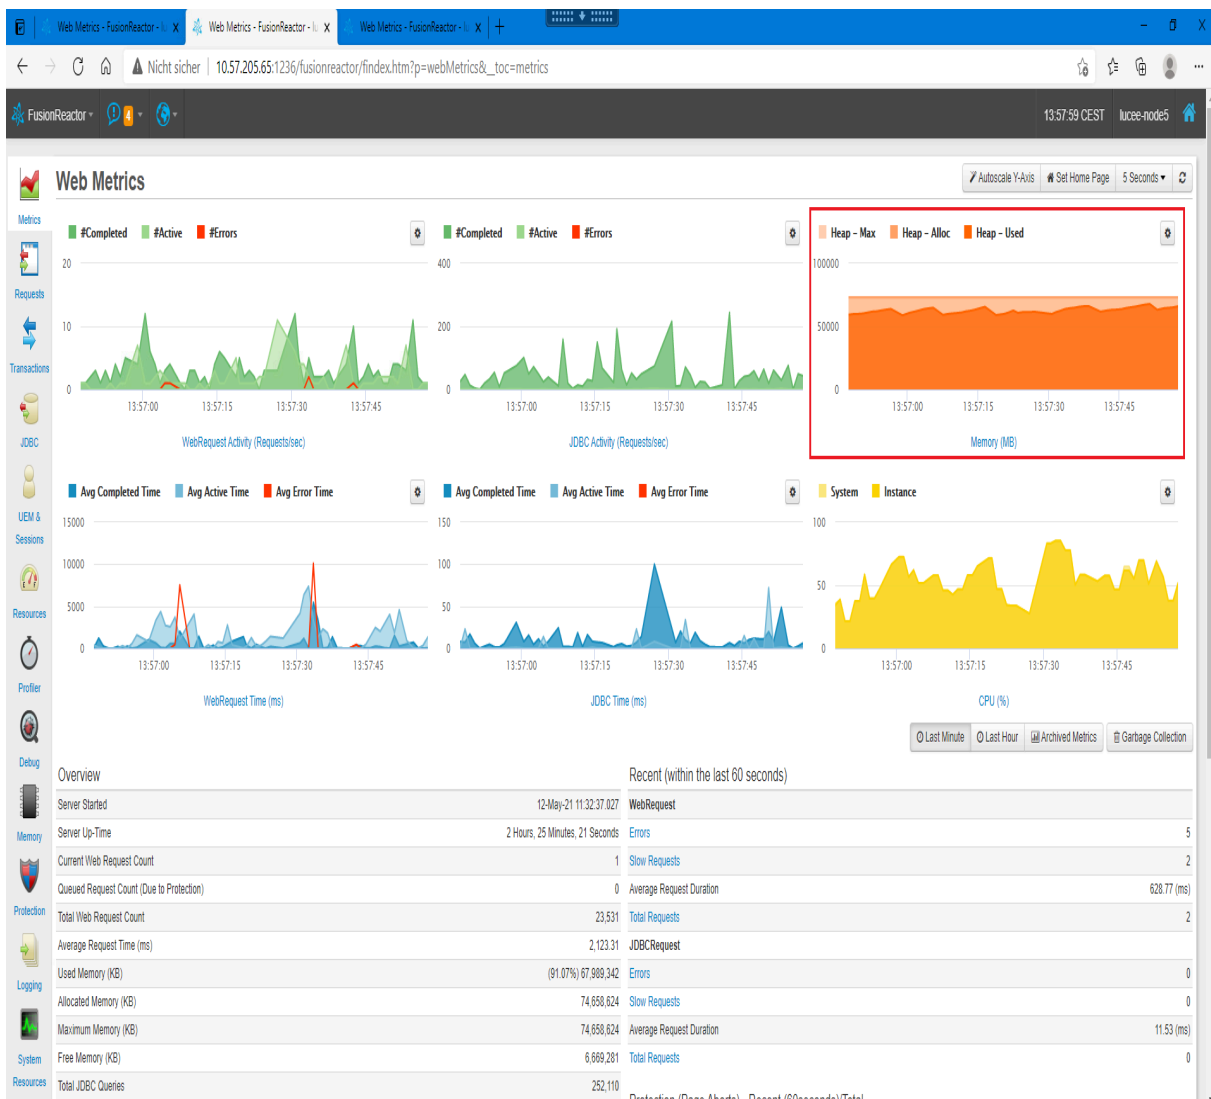 Web Metrics - FusionReactor - lu X Web Metrics - FusionReactor - lu X Web Metrics - FusionReactor - lu X
Nicht sicher | 10.57.205.65:1236/fusionreactor/findex.htm?p=webMetrics&_toc=metrics
FusionReactor 4 13:57:59 CEST lucee-node5
Web Metrics Autoscale Y-Axis Set Home Page 5 Seconds
Metrics
Requests
Transactions
JDBC
UEM &
Sessions
Resources
Profiler
Debug
Memory
Protection
Logging
System
Resources
#Completed #Active #Errors
20
10
0
13:57:00 13:57:15 13:57:30 13:57:45
WebRequest Activity (Requests/sec)
#Completed #Active #Errors
400
200
0
13:57:00 13:57:15 13:57:30 13:57:45
JDBC Activity (Requests/sec)
Heap - Max Heap - Alloc Heap - Used
100000
50000
0
13:57:00 13:57:15 13:57:30 13:57:45
Memory (MB)
Avg Completed Time Avg Active Time Avg Error Time
15000
10000
5000
0
13:57:00 13:57:15 13:57:30 13:57:45
WebRequest Time (ms)
Avg Completed Time Avg Active Time Avg Error Time
150
100
50
0
13:57:00 13:57:15 13:57:30 13:57:45
JDBC Time (ms)
System Instance
100
50
0
13:57:00 13:57:15 13:57:30 13:57:45
CPU (%)
Last Minute Last Hour Archived Metrics Garbage Collection
Overview
Server Started 12-May-21 11:32:37.027
Server Up-Time 2 Hours, 25 Minutes, 21 Seconds
Current Web Request Count 1
Queued Request Count (Due to Protection) 0
Total Web Request Count 23,531
Average Request Time (ms) 2,123.31
Used Memory (KB) (91.07%) 67,989,342
Allocated Memory (KB) 74,658,624
Maximum Memory (KB) 74,658,624
Free Memory (KB) 6,669,281
Total JDBC Queries 252,110
Recent (within the last 60 seconds)
WebRequest
Errors 5
Slow Requests 2
Average Request Duration 628.77 (ms)
Total Requests 2
JDBCRequest
Errors 0
Slow Requests 0
Average Request Duration 11.53 (ms)
Total Requests 0
Protection (Page Aborts) - Recent (60seconds)/Total